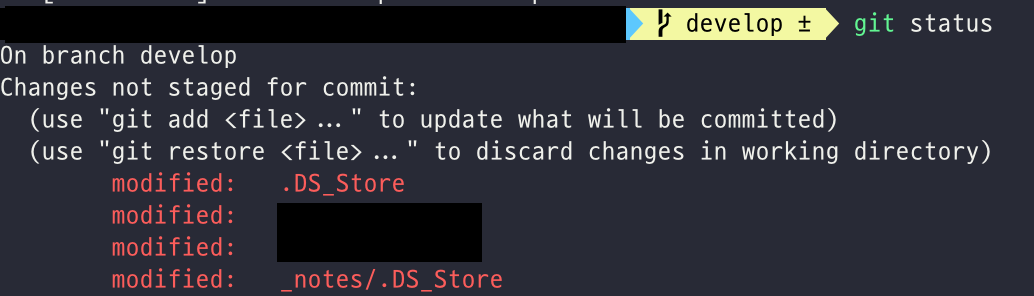 develop ± git status
On branch develop
Changes not staged for commit:
(use "git add <file>..." to update what will be committed)
(use "git restore <file>..." to discard changes in working directory)
modified: .DS_Store
modified:
modified:
modified: _notes/.DS_Store